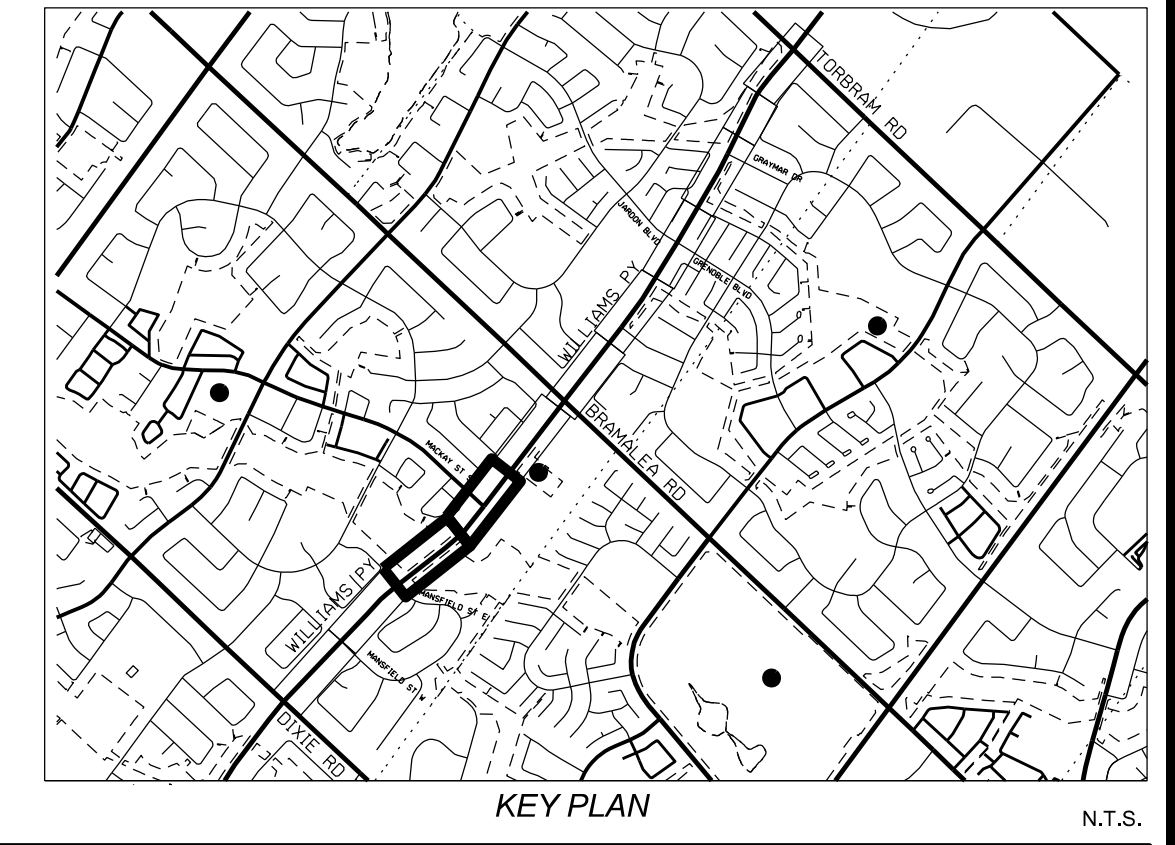 TORBRAM RD
GRAYMAR DR
JARDON BLVD
GRENOBLE BLVD
WILLIAMS PY
BRAMALEA RD
MACKAY ST S
WILLIAMS PY
MANSFIELD ST E
MANSFIELD ST W
DIXIE RD
KEY PLAN
N.T.S.